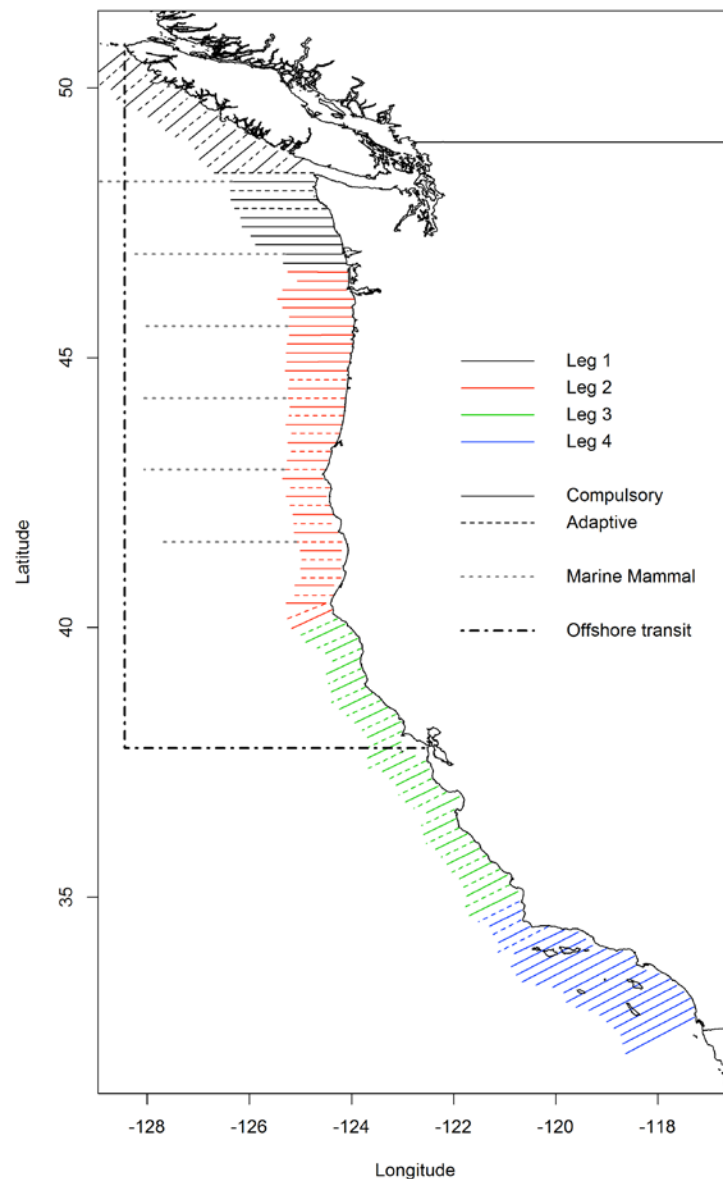 50
45
40
35
Latitude
Leg 1
Leg 2
Leg 3
Leg 4
Compulsory
Adaptive
Marine Mammal
Offshore transit
-128
-126
-124
-122
-120
-118
Longitude